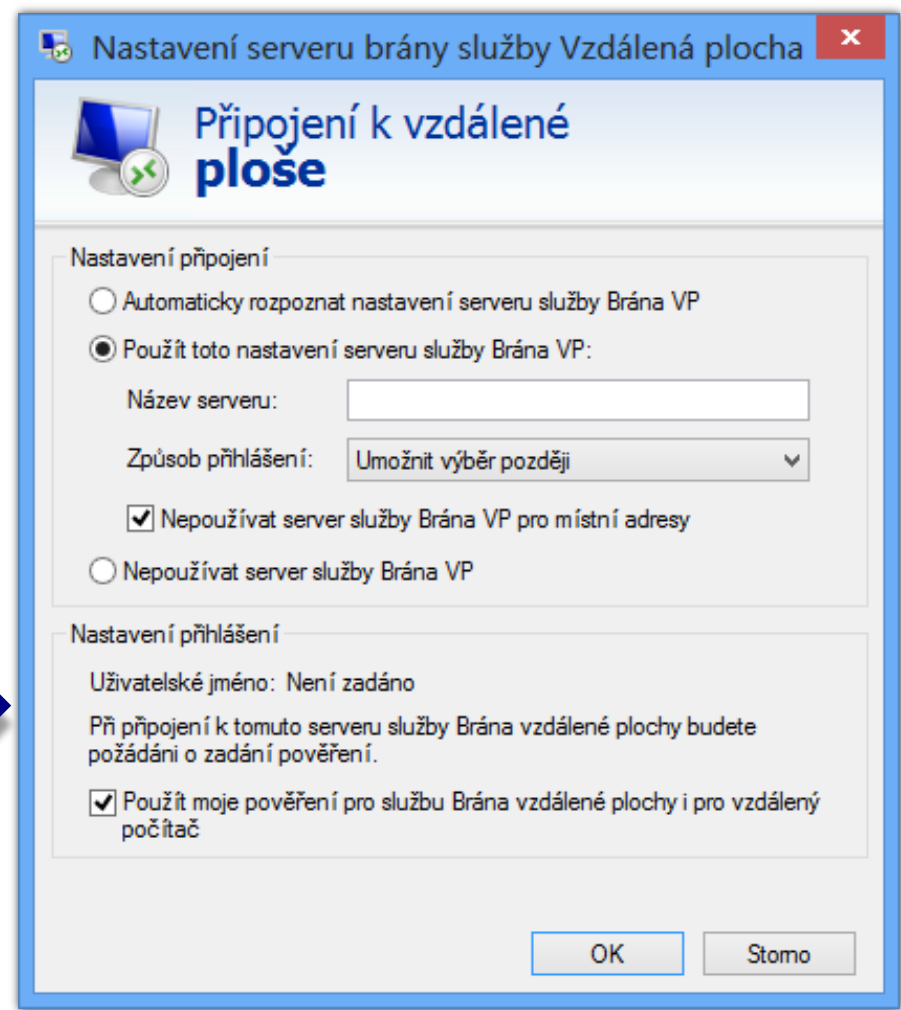 Nastavení serveru brány služby Vzdálená plocha
Připojení k vzdálené
ploše
Nastavení připojení
Automaticky rozpoznat nastavení serveru služby Brána VP
Použít toto nastavení serveru služby Brána VP:
Název serveru:
Způsob přihlášení: Umožnit výběr později
Nepoužívat server služby Brána VP pro místní adresy
Nepoužívat server služby Brána VP
Nastavení přihlášení
Uživatelské jméno: Není zadáno
Při připojení k tomuto serveru služby Brána vzdálené plochy budete
požádáni o zadání pověření.
Použít moje pověření pro službu Brána vzdálené plochy i pro vzdálený
počítač
OK Storno